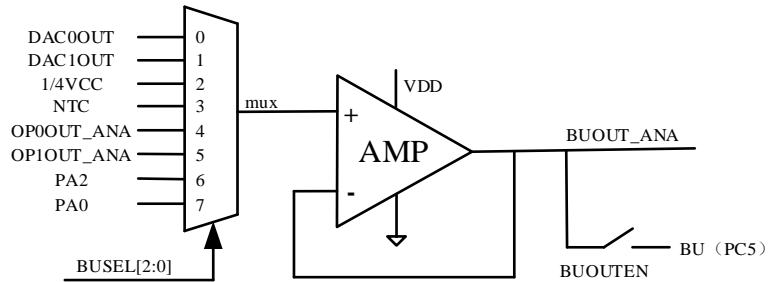 DAC0OUT 0
DAC1OUT 1
1/4VCC 2
NTC 3
OP0OUT_ANA 4
OP1OUT_ANA 5
PA2 6
PA0 7
mux
BUSEL[2:0]
VDD
+
AMP
-
BUOUT_ANA
BU（PC5）
BUOUTEN